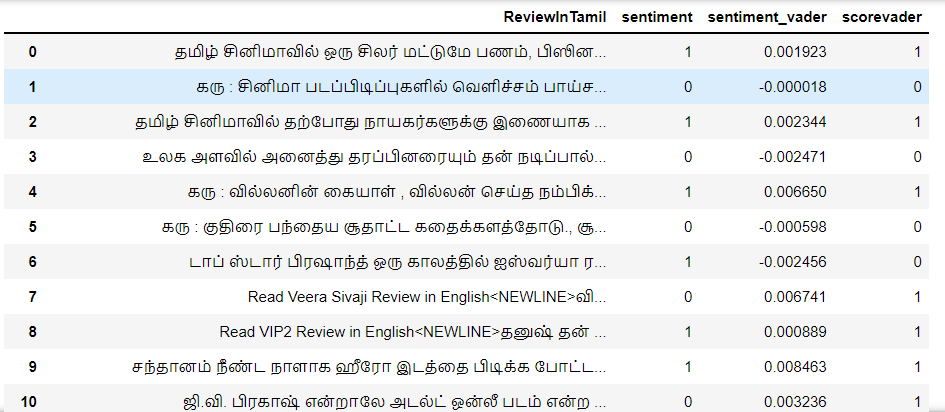 ReviewInTamil sentiment sentiment_vader scorevader
0 தமிழ் சினிமாவில் ஒரு சிலர் மட்டுமே பணம், பிஸின... 1 0.001923 1
1 கரு : சினிமா படப்பிடிப்புகளில் வெளிச்சம் பாய்ச... 0 -0.000018 0
2 தமிழ் சினிமாவில் தற்போது நாயகர்களுக்கு இணையாக ... 1 0.002344 1
3 உலக அளவில் அனைத்து தரப்பினரையும் தன் நடிப்பால்... 0 -0.002471 0
4 கரு : வில்லனின் கையாள் , வில்லன் செய்த நம்பிக்... 1 0.006650 1
5 கரு : குதிரை பந்தைய சூதாட்ட கதைக்களத்தோடு., சூ... 0 -0.000598 0
6 டாப் ஸ்டார் பிரஷாந்த் ஒரு காலத்தில் ஐஸ்வர்யா ர... 1 -0.002456 0
7 Read Veera Sivaji Review in English<NEWLINE>வி... 0 0.006741 1
8 Read VIP2 Review in English<NEWLINE>தனுஷ் தன் ... 1 0.000889 1
9 சந்தானம் நீண்ட நாளாக ஹீரோ இடத்தை பிடிக்க போட்ட... 1 0.008463 1
10 ஜி.வி. பிரகாஷ் என்றாலே அடல்ட் ஒன்லீ படம் என்ற ... 0 0.003236 1